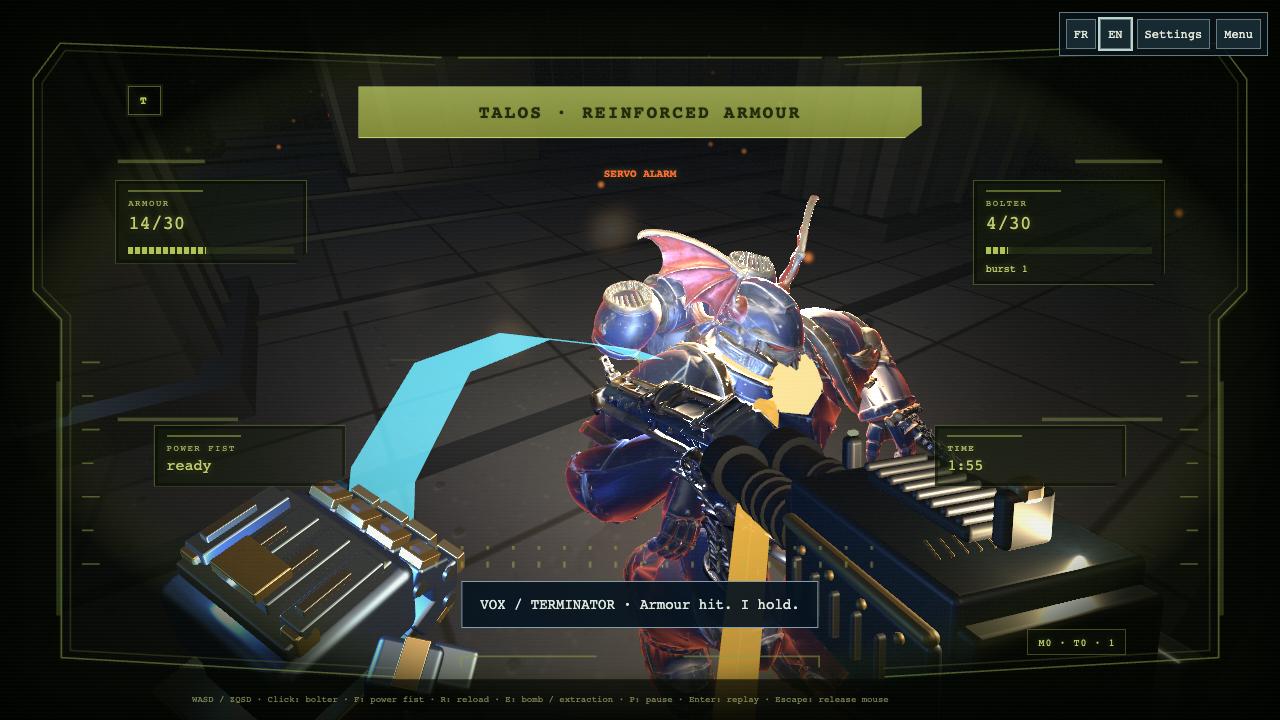 FR EN Settings Menu
T
TALOS · REINFORCED ARMOUR
SERVO ALARM
ARMOUR
14/30
BOLTER
4/30
burst 1
POWER FIST
ready
TIME
1:55
VOX / TERMINATOR · Armour hit. I hold.
M0 · T0 · 1
WASD / ZQSD · Click: bolter · F: power fist · R: reload · E: bomb / extraction · P: pause · Enter: replay · Escape: release mouse